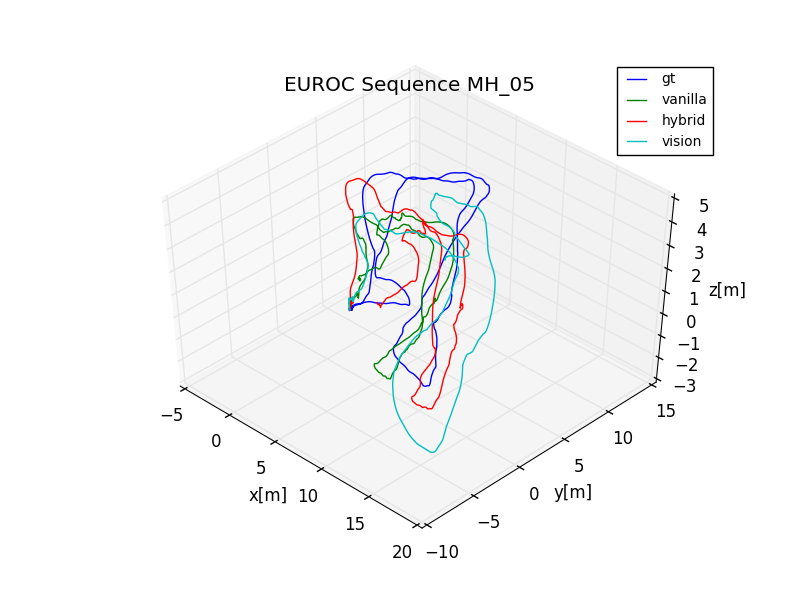 EUROC Sequence MH_05
gt
vanilla
hybrid
vision
5
4
3
2
1
0
−1
−2
−3
z[m]
−5
0
5
10
15
20
x[m]
−10
−5
0
5
10
15
y[m]